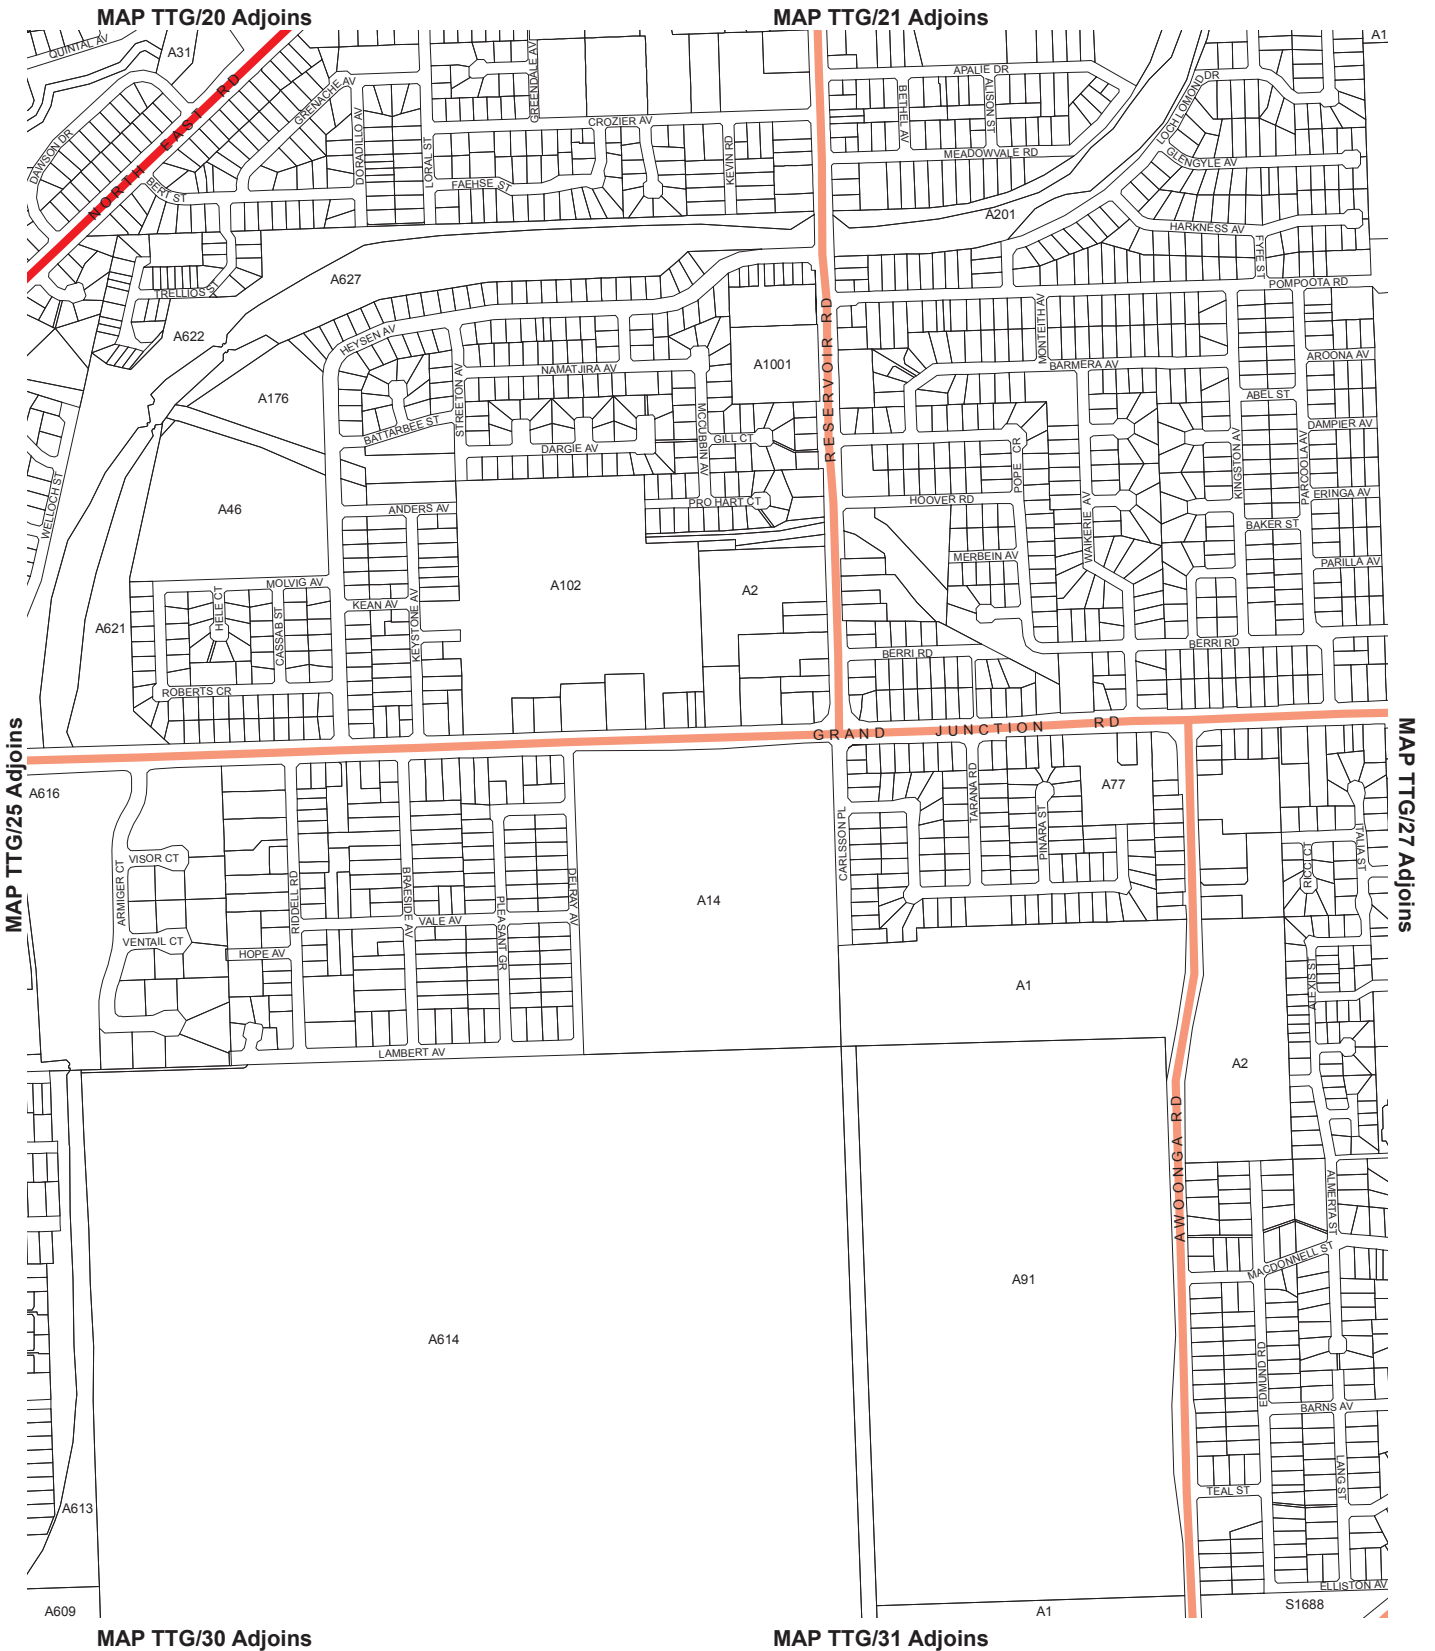 MAP TTG/20 Adjoins
MAP TTG/21 Adjoins
QUINTAL AV
A31
A1
NORTH EAST RD
DAWSON DR
GRENACHE AV
DORADILLO AV
LORAL ST
GREENDALE AV
CROZIER AV
KEVIN RD
FAEHSE ST
BERT ST
APALIE DR
BETHEL AV
ALISON ST
MEADOWVALE RD
LOCH LOMOND DR
GLENGYLE AV
A201
HARKNESS AV
FYFE ST
POMPOOTA RD
A627
TRELLIOS ST
A622
HEYSEN AV
RESERVOIR RD
MONTEITH AV
BARMERA AV
AROONA AV
A176
NAMATJIRA AV
A1001
STREETON AV
BATTARBEE ST
MCCUBBIN AV
GILL CT
DARGIE AV
ABEL ST
DAMPIER AV
KINGSTON AV
PARCOOLA AV
POPE CR
WELLOCH ST
A46
ANDERS AV
PRO HART CT
HOOVER RD
WAIKERIE AV
ERINGA AV
BAKER ST
MERBEIN AV
PARILLA AV
MOLVIG AV
HELE CT
CASSAB ST
KEAN AV
KEYSTONE AV
A102
A2
A621
ROBERTS CR
BERRI RD
BERRI RD
GRAND JUNCTION RD
MAP TTG/25 Adjoins
MAP TTG/27 Adjoins
A616
ARMIGER CT
VISOR CT
VENTAIL CT
RIDDELL RD
HOPE AV
BRAESIDE AV
VALE AV
PLEASANT GR
DELRAY AV
LAMBERT AV
A14
CARLSSON PL
TARANA RD
PINARA ST
A77
RICCI CT
TALIA ST
ALEXIS ST
A1
A2
AWOONGA RD
ALMERTA ST
MACDONNELL ST
A91
A614
EDMUND RD
BARNS AV
LANG ST
TEAL ST
A613
ELLISTON AV
A609
A1
S1688
MAP TTG/30 Adjoins
MAP TTG/31 Adjoins